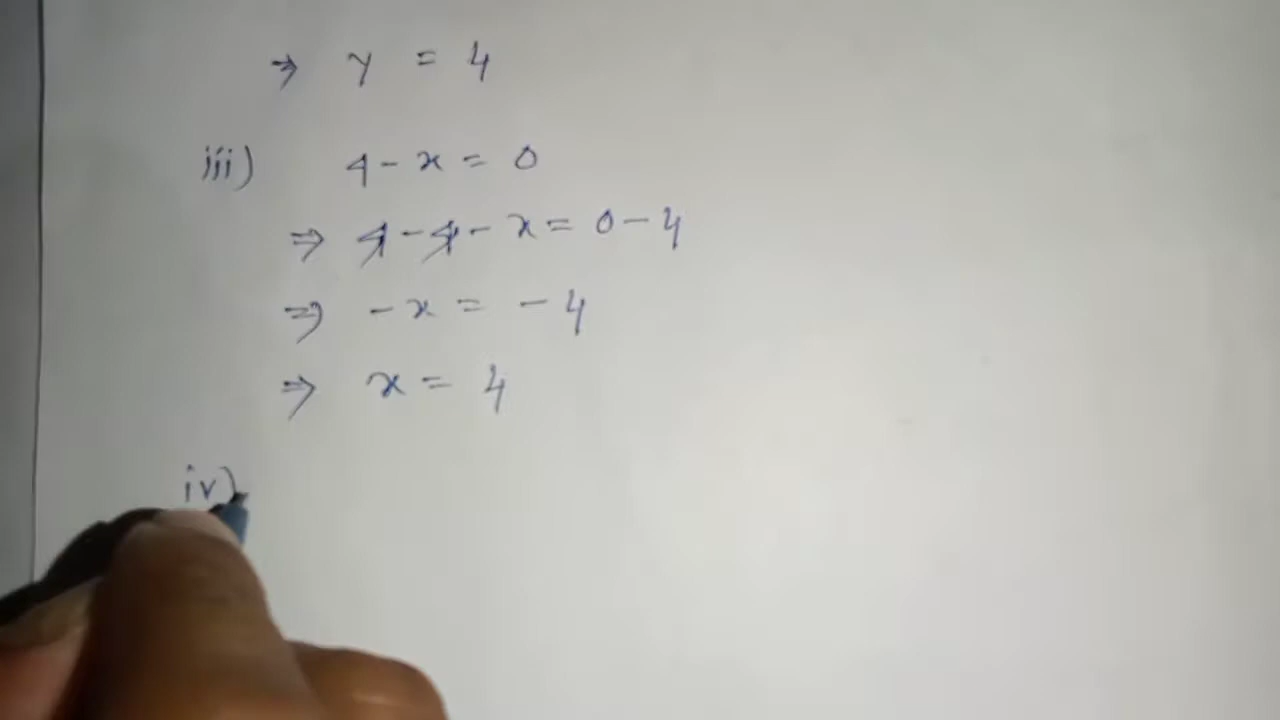 ⇒ y = 4
iii) 4 - x = 0
⇒ 4 - 4 - x = 0 - 4
⇒ - x = - 4
⇒ x = 4
iv)